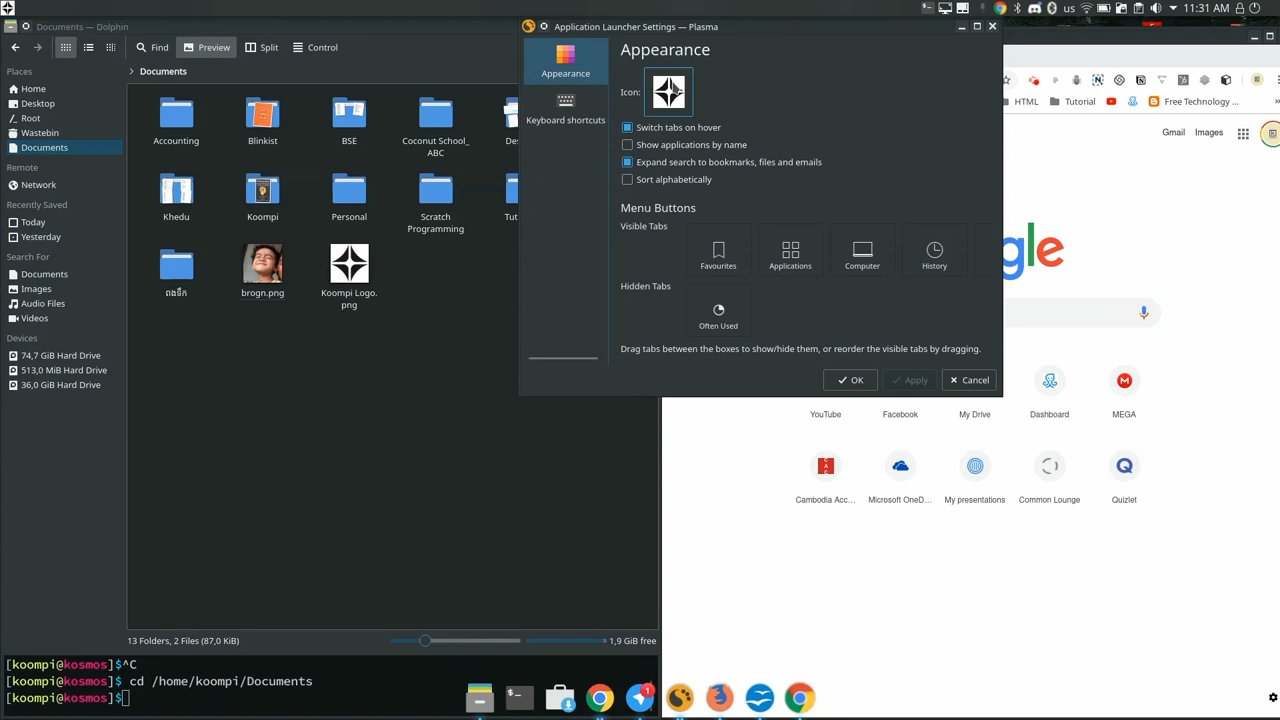 us
11:31 AM
Documents — Dolphin
Find
Preview
Split
Control
Places
Home
Desktop
Root
Wastebin
Documents
Remote
Network
Recently Saved
Today
Yesterday
Search For
Documents
Images
Audio Files
Videos
Devices
74,7 GiB Hard Drive
513,0 MiB Hard Drive
36,0 GiB Hard Drive
Documents
Accounting
Blinkist
BSE
Coconut School_
ABC
Khedu
Koompi
Personal
Scratch
Programming
brogn.png
Koompi Logo.
png
13 Folders, 2 Files (87,0 KiB)
1,9 GiB free
[koompi@kosmos]$^C
[koompi@kosmos]$ cd /home/koompi/Documents
[koompi@kosmos]$
Application Launcher Settings — Plasma
Appearance
Keyboard shortcuts
Appearance
Icon:
Switch tabs on hover
Show applications by name
Expand search to bookmarks, files and emails
Sort alphabetically
Menu Buttons
Visible Tabs
Favourites
Applications
Computer
History
Hidden Tabs
Often Used
Drag tabs between the boxes to show/hide them, or reorder the visible tabs by dragging.
OK
Apply
Cancel
HTML
Tutorial
Free Technology ...
Gmail
Images
gle
YouTube
Facebook
My Drive
Dashboard
MEGA
Cambodia Acc...
Microsoft OneD...
My presentations
Common Lounge
Quizlet
1